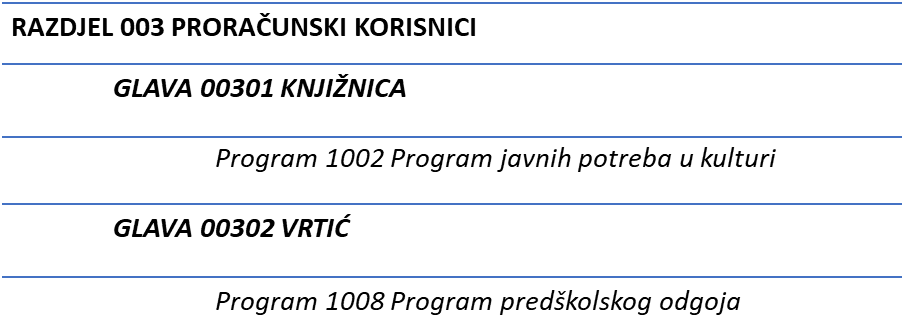 RAZDJEL 003 PRORAČUNSKI KORISNICI
GLAVA 00301 KNJIŽNICA
Program 1002 Program javnih potreba u kulturi
GLAVA 00302 VRTIĆ
Program 1008 Program predškolskog odgoja